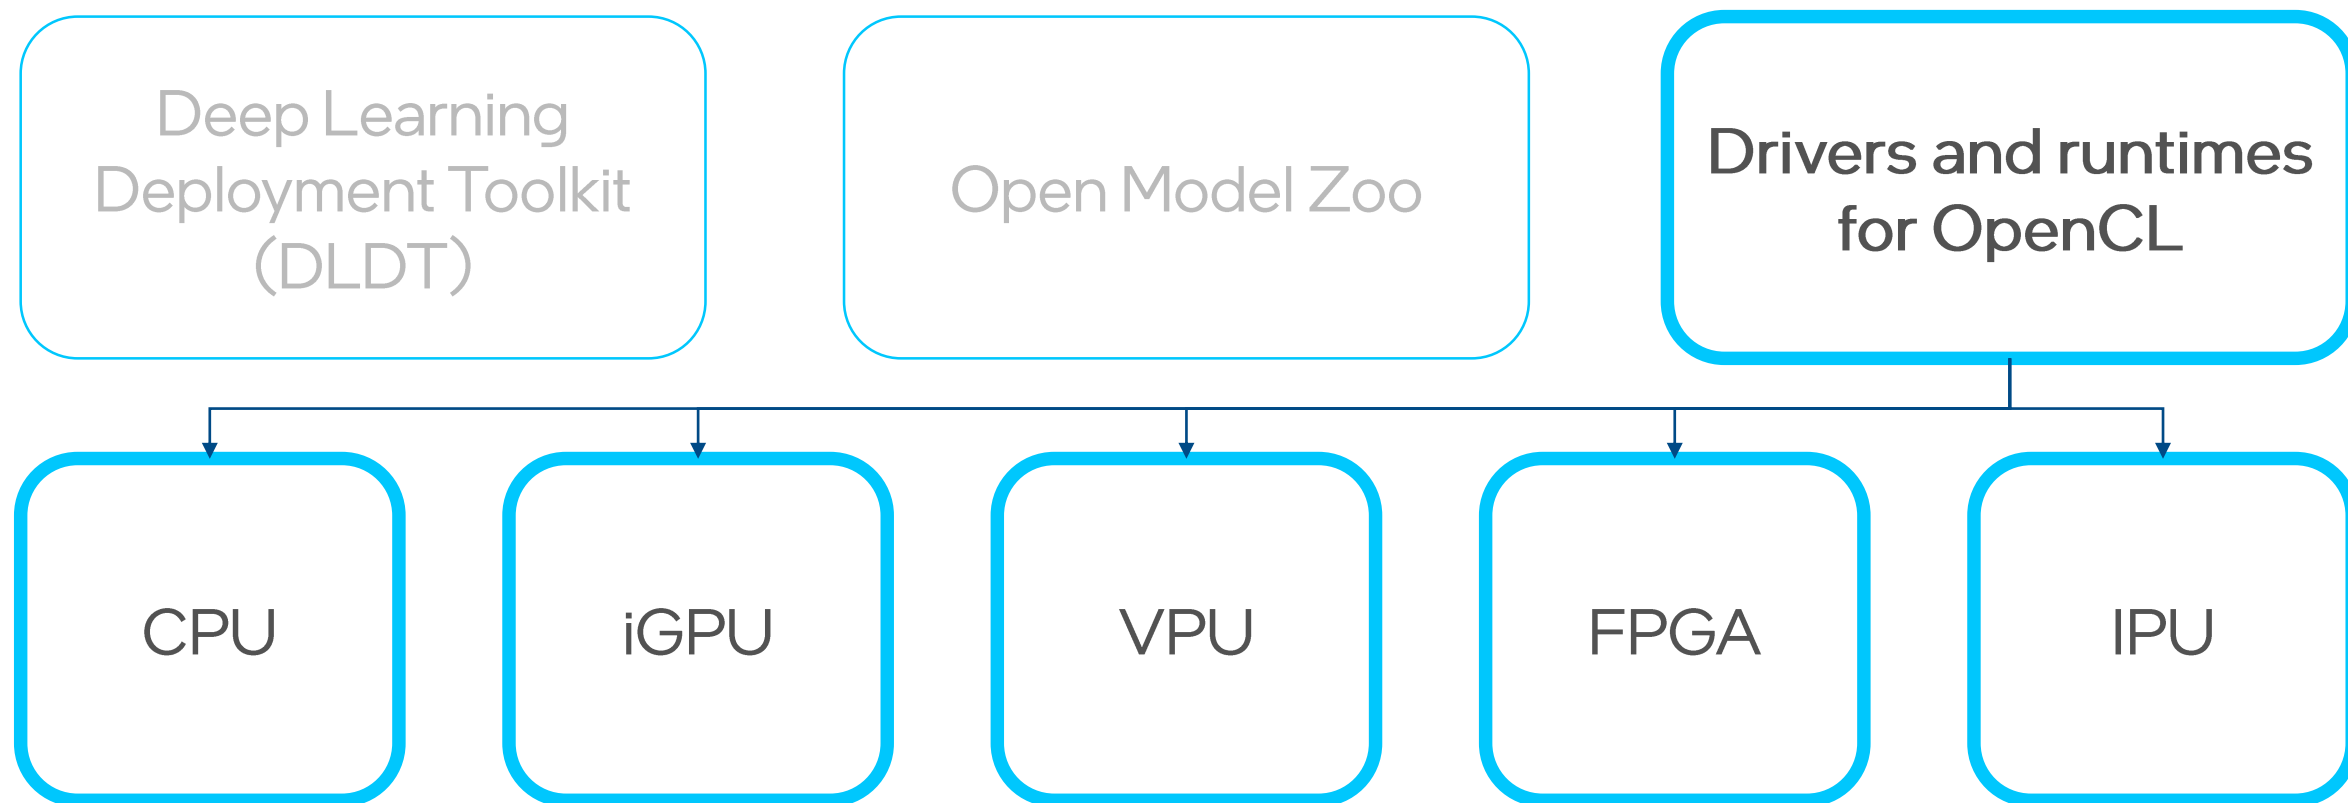 Deep Learning
Deployment Toolkit
(DLDT)
Open Model Zoo
Drivers and runtimes
for OpenCL
CPU
iGPU
VPU
FPGA
IPU